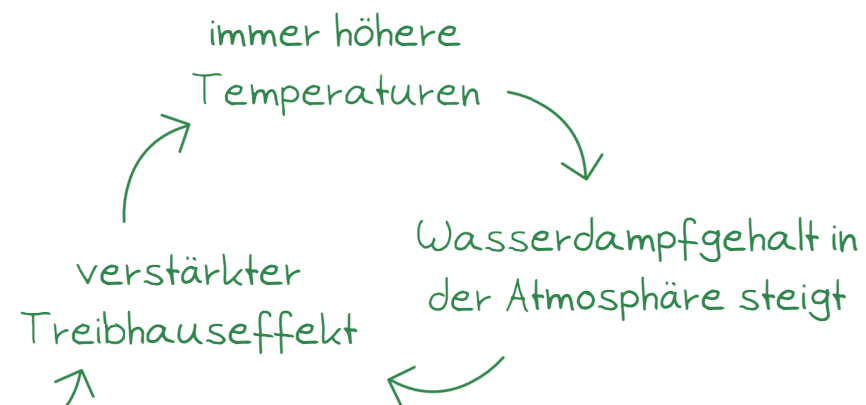 immer höhere
Temperaturen
Wasserdampfgehalt in
der Atmosphäre steigt
verstärkter
Treibhauseffekt